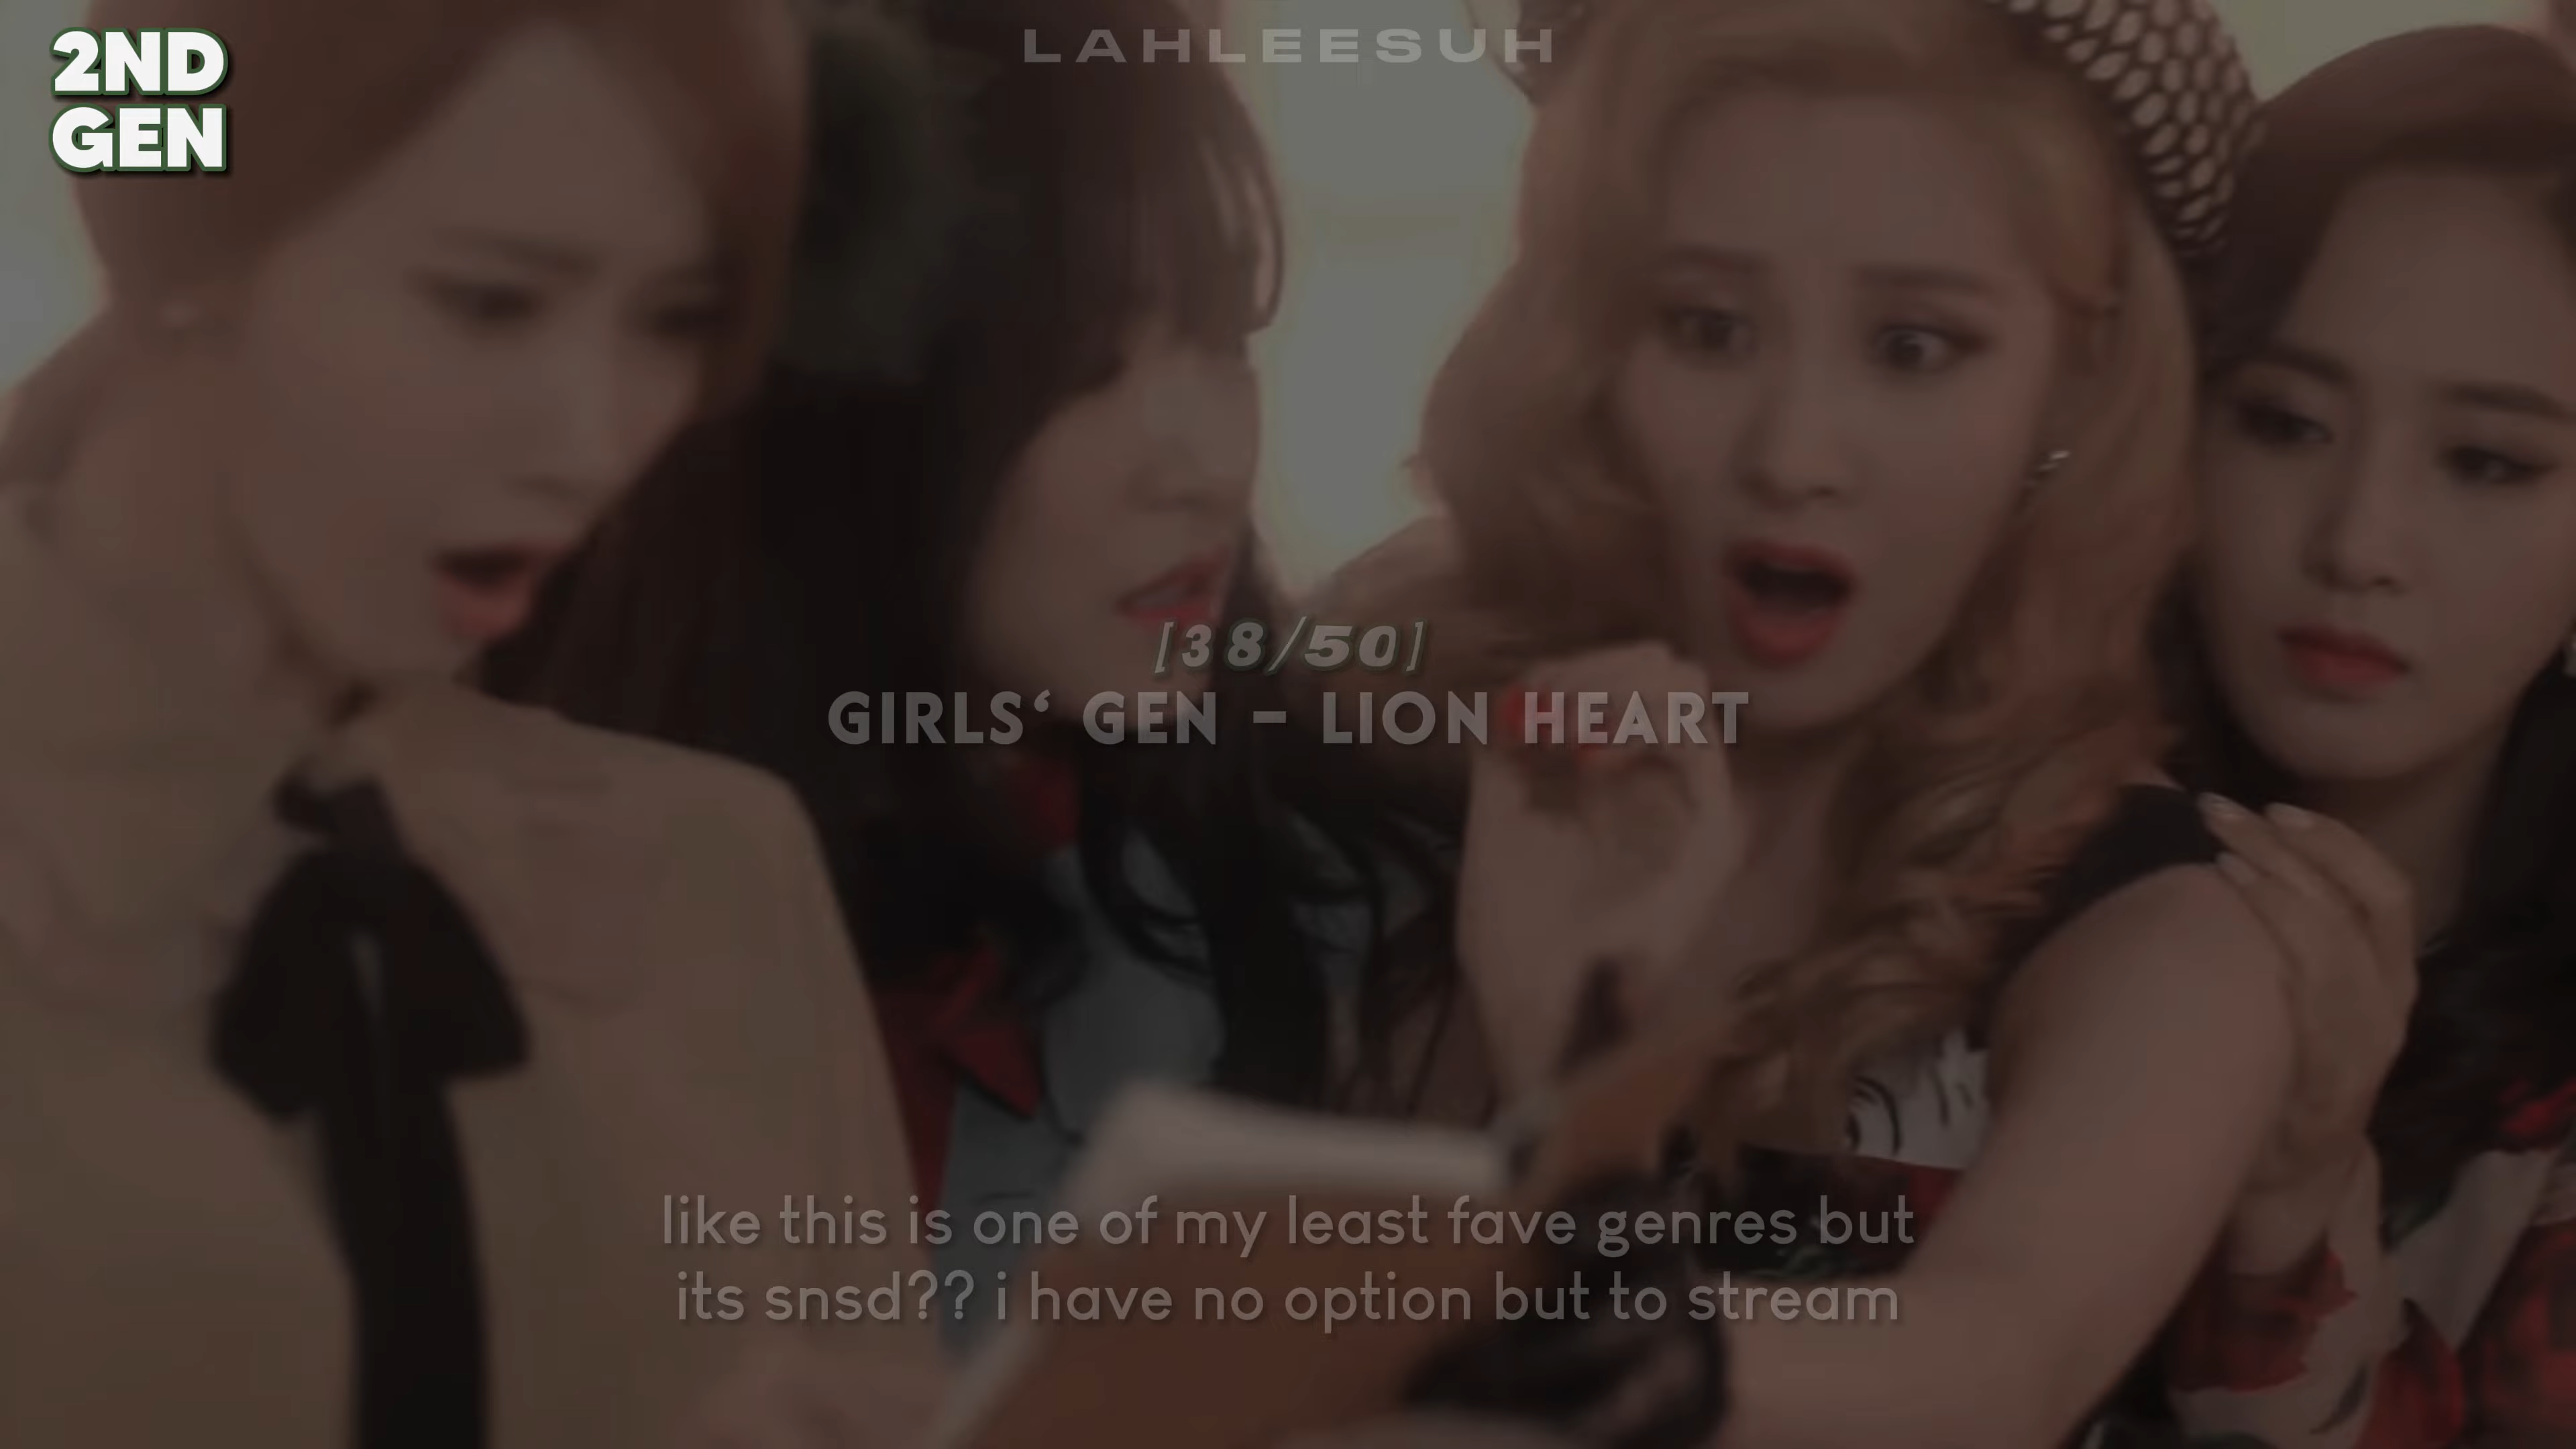 2ND
GEN
LAHLEESUH
[38/50]
GIRLS‘ GEN - LION HEART
like this is one of my least fave genres but
its snsd?? i have no option but to stream